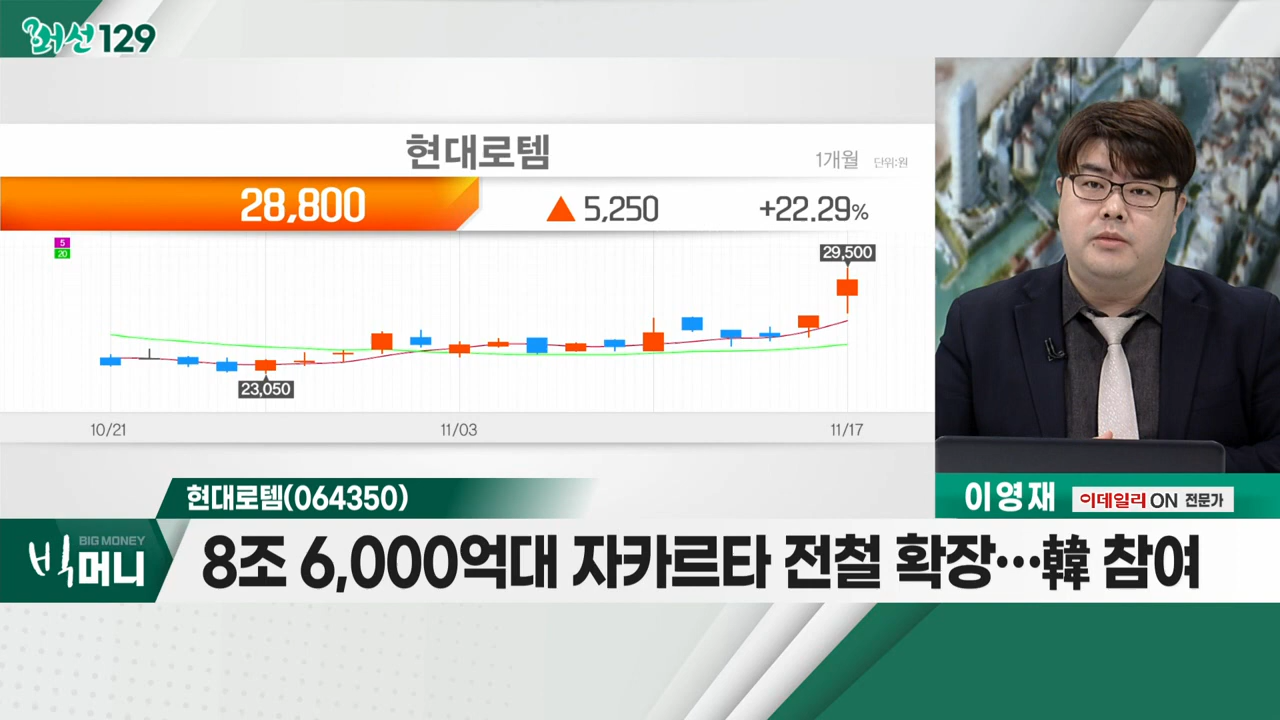 최선129
현대로템
1개월 단위:원
28,800 ▲ 5,250 +22.29%
5
20
29,500
23,050
10/21 11/03 11/17
현대로템(064350)
이영재 이데일리ON 전문가
BIG MONEY
빅머니
8조 6,000억대 자카르타 전철 확장…韓 참여